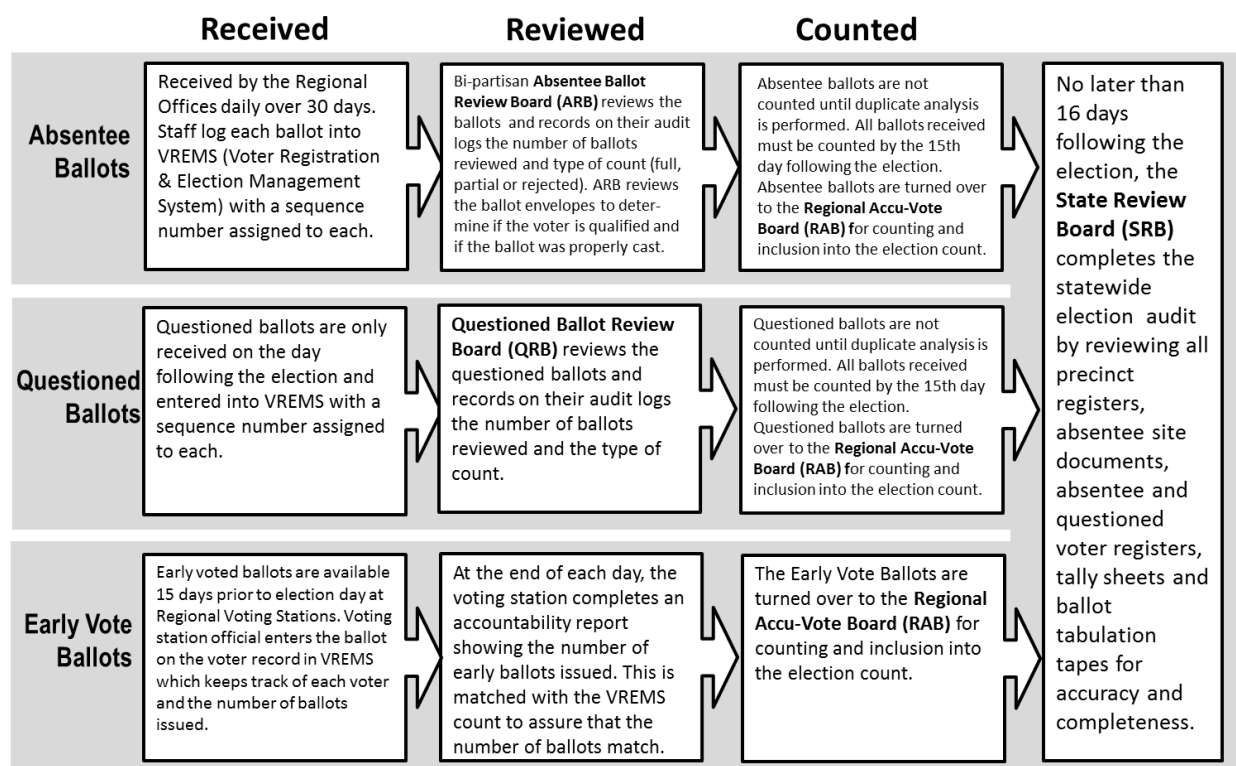 Received
Reviewed
Counted
Absentee
Ballots
Received by the Regional
Offices daily over 30 days.
Staff log each ballot into
VREMS (Voter Registration
& Election Management
System) with a sequence
number assigned to each.
Bi-partisan Absentee Ballot
Review Board (ARB) reviews the
ballots and records on their audit
logs the number of ballots
reviewed and type of count (full,
partial or rejected). ARB reviews
the ballot envelopes to deter-
mine if the voter is qualified and
if the ballot was properly cast.
Absentee ballots are not
counted until duplicate analysis
is performed. All ballots received
must be counted by the 15th
day following the election.
Absentee ballots are turned over
to the Regional Accu-Vote
Board (RAB) for counting and
inclusion into the election count.
Questioned
Ballots
Questioned ballots are only
received on the day
following the election and
entered into VREMS with a
sequence number assigned
to each.
Questioned Ballot Review
Board (QRB) reviews the
questioned ballots and
records on their audit logs
the number of ballots
reviewed and the type of
count.
Questioned ballots are not
counted until duplicate analysis is
performed. All ballots received
must be counted by the 15th day
following the election.
Questioned ballots are turned
over to the Regional Accu-Vote
Board (RAB) for counting and
inclusion into the election count.
Early Vote
Ballots
Early voted ballots are available
15 days prior to election day at
Regional Voting Stations. Voting
station official enters the ballot
on the voter record in VREMS
which keeps track of each voter
and the number of ballots
issued.
At the end of each day, the
voting station completes an
accountability report
showing the number of
early ballots issued. This is
matched with the VREMS
count to assure that the
number of ballots match.
The Early Vote Ballots are
turned over to the Regional
Accu-Vote Board (RAB) for
counting and inclusion into
the election count.
No later than
16 days
following the
election, the
State Review
Board (SRB)
completes the
statewide
election audit
by reviewing all
precinct
registers,
absentee site
documents,
absentee and
questioned
voter registers,
tally sheets and
ballot
tabulation
tapes for
accuracy and
completeness.